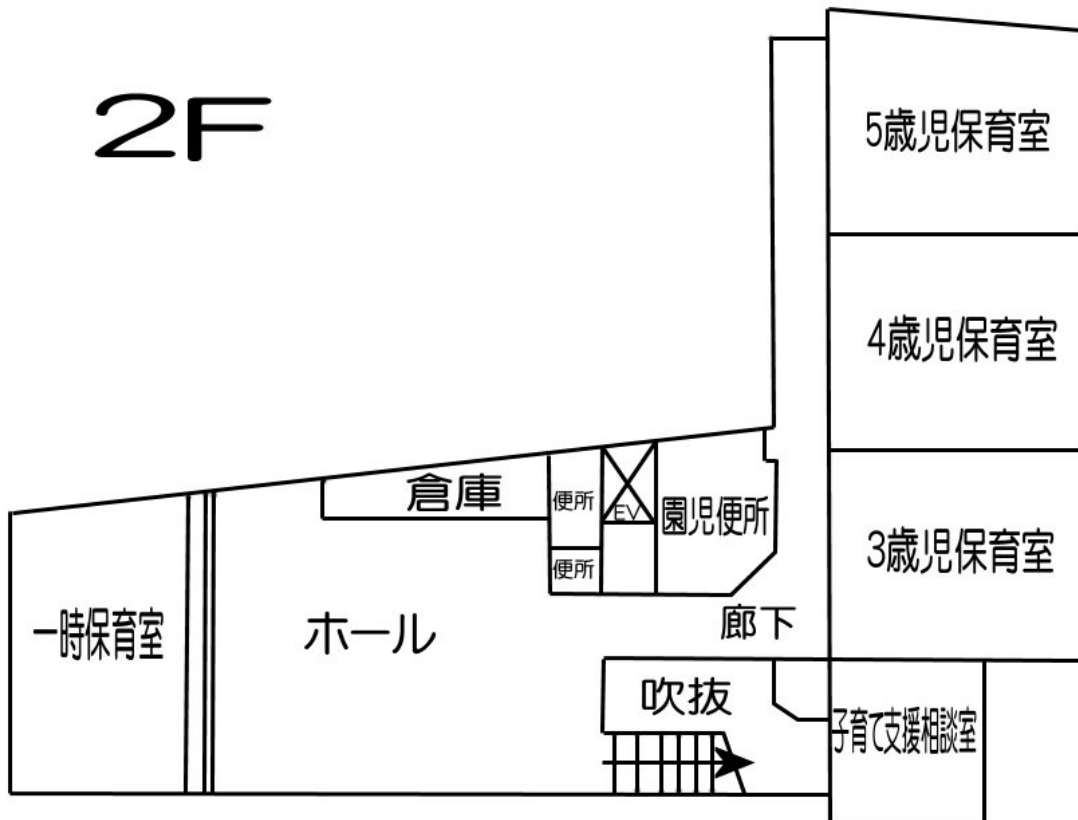 2F
5歳児保育室
4歳児保育室
倉庫
便所
EV
園児便所
3歳児保育室
便所
一時保育室
ホール
廊下
吹抜
子育て支援相談室